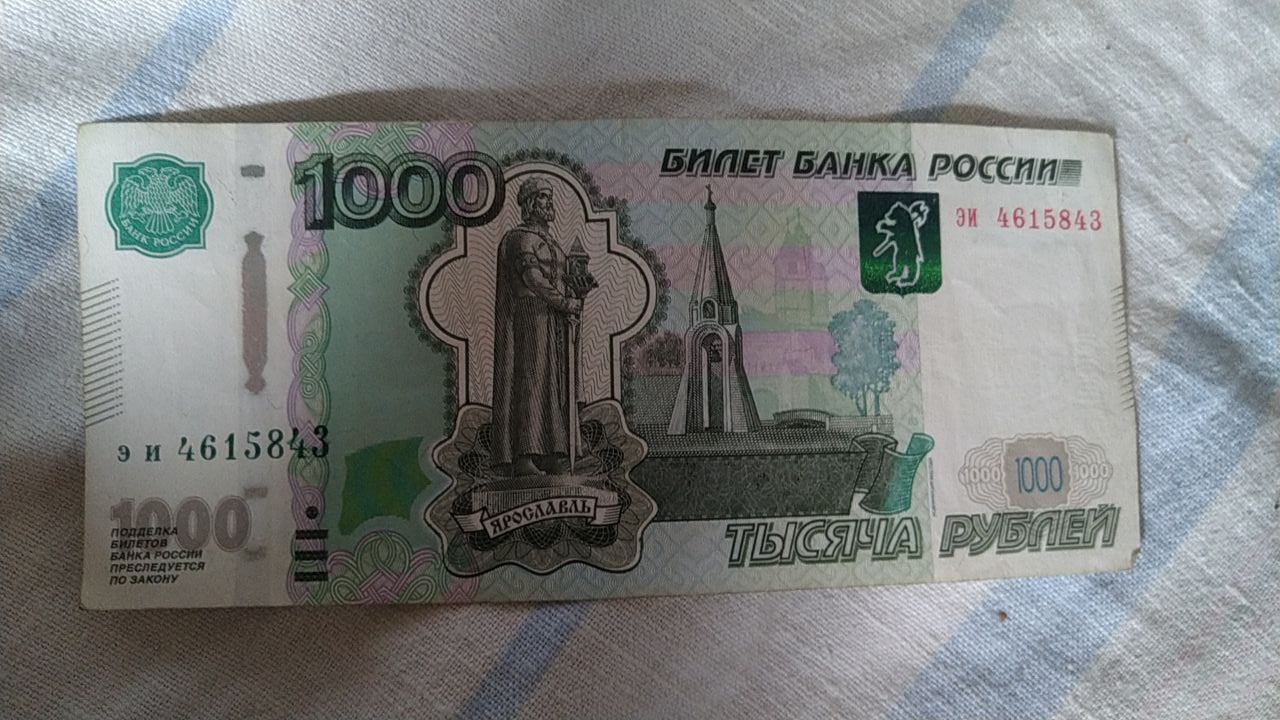 1000
БИЛЕТ БАНКА РОССИИ
БАНК РОССИИ
ЭИ 4615843
эи 4615843
1000
ПОДДЕЛКА
БИЛЕТОВ
БАНКА РОССИИ
ПРЕСЛЕДУЕТСЯ
ПО ЗАКОНУ
ЯРОСЛАВЛЬ
1000 1000 1000
ТЫСЯЧА РУБЛЕЙ